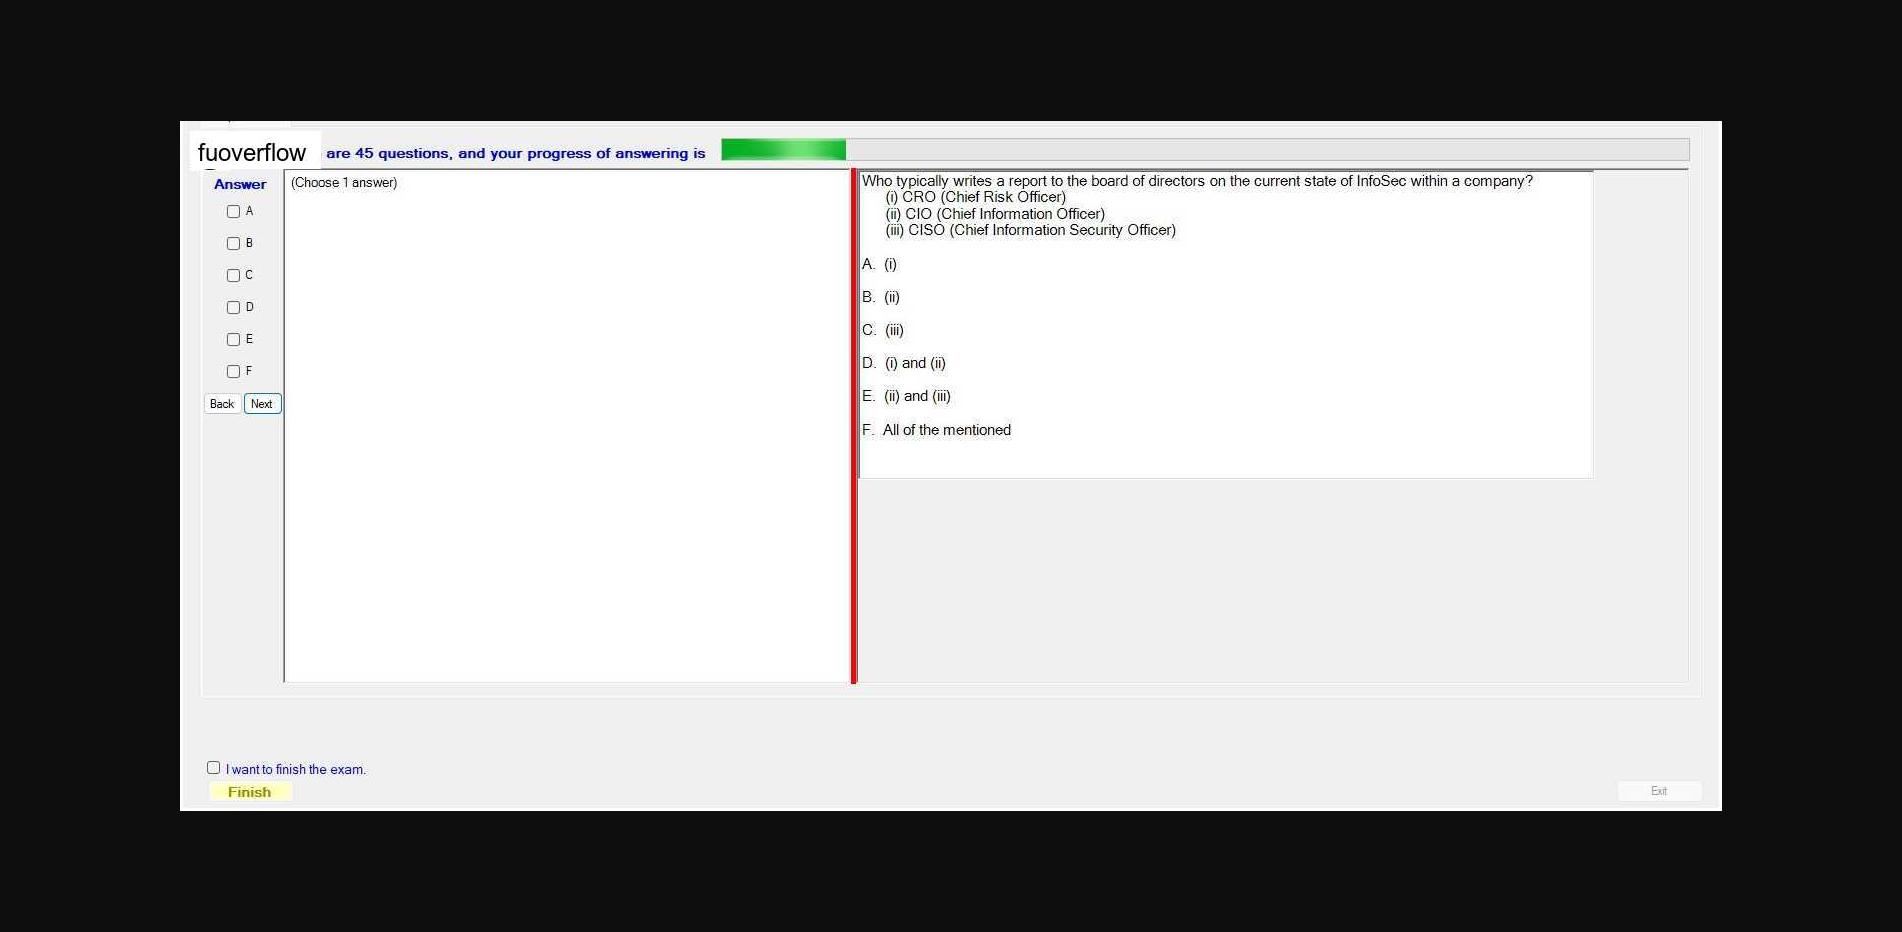 fuoverflow are 45 questions, and your progress of answering is
Answer
A
B
C
D
E
F
Back Next
(Choose 1 answer)
Who typically writes a report to the board of directors on the current state of InfoSec within a company?
(i) CRO (Chief Risk Officer)
(ii) CIO (Chief Information Officer)
(iii) CISO (Chief Information Security Officer)
A. (i)
B. (ii)
C. (iii)
D. (i) and (ii)
E. (ii) and (iii)
F. All of the mentioned
I want to finish the exam.
Finish
Exit